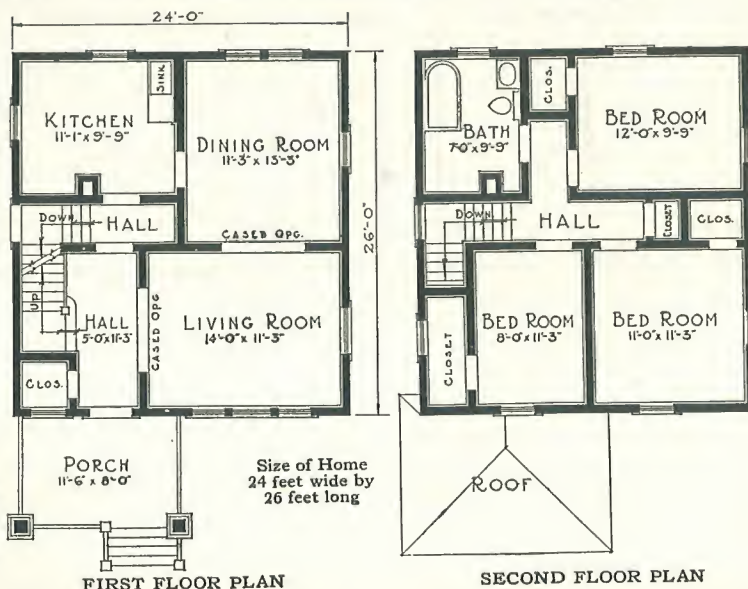 24'-0"
KITCHEN
11'-1" x 9'-9"
SINK
DINING ROOM
11'-3" x 13'-3"
26'-0"
DOWN
HALL
CASED OPG.
UP
HALL
5'-0" x 11'-3"
CASED OPG
LIVING ROOM
14'-0" x 11'-3"
CLOS.
PORCH
11'-6" x 8'-0"
Size of Home
24 feet wide by
26 feet long
FIRST FLOOR PLAN
BATH
7'-0" x 9'-9"
CLOS.
BED ROOM
12'-0" x 9'-9"
DOWN
HALL
CLOSET
CLOS.
CLOSET
BED ROOM
8'-0" x 11'-3"
BED ROOM
11'-0" x 11'-3"
ROOF
SECOND FLOOR PLAN